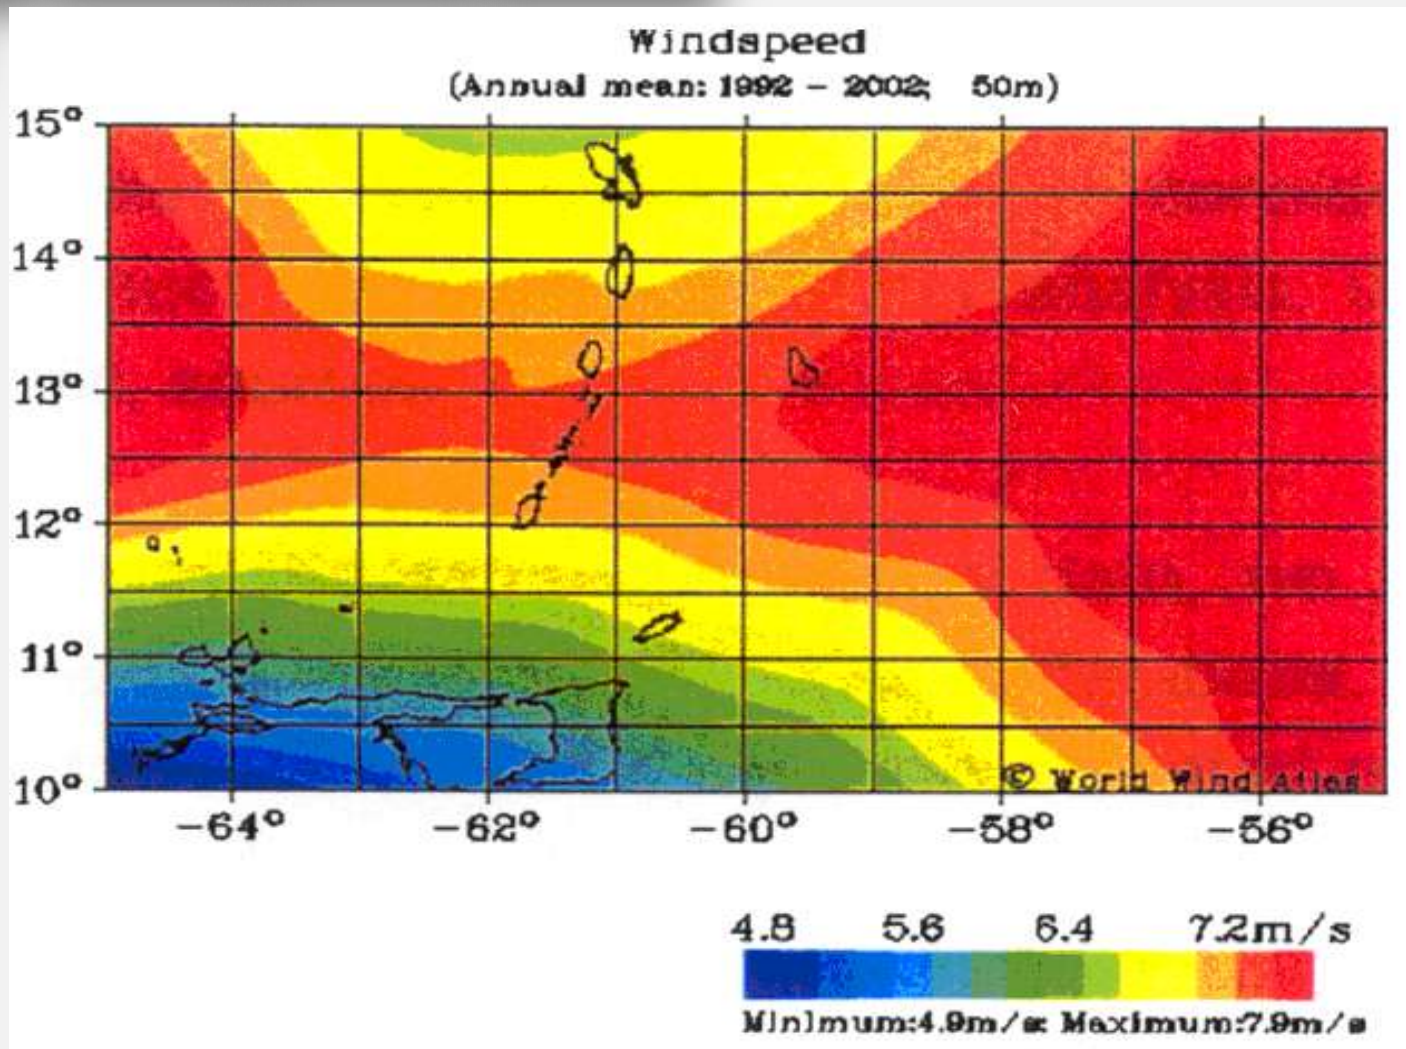 Windspeed
(Annual mean: 1992 - 2002; 50m)
15°
14°
13°
12°
11°
10°
-64° -62° -60° -58° -56°
© World Wind Atlas
4.8 5.6 6.4 7.2m/s
Minimum:4.9m/s: Maximum:7.9m/s